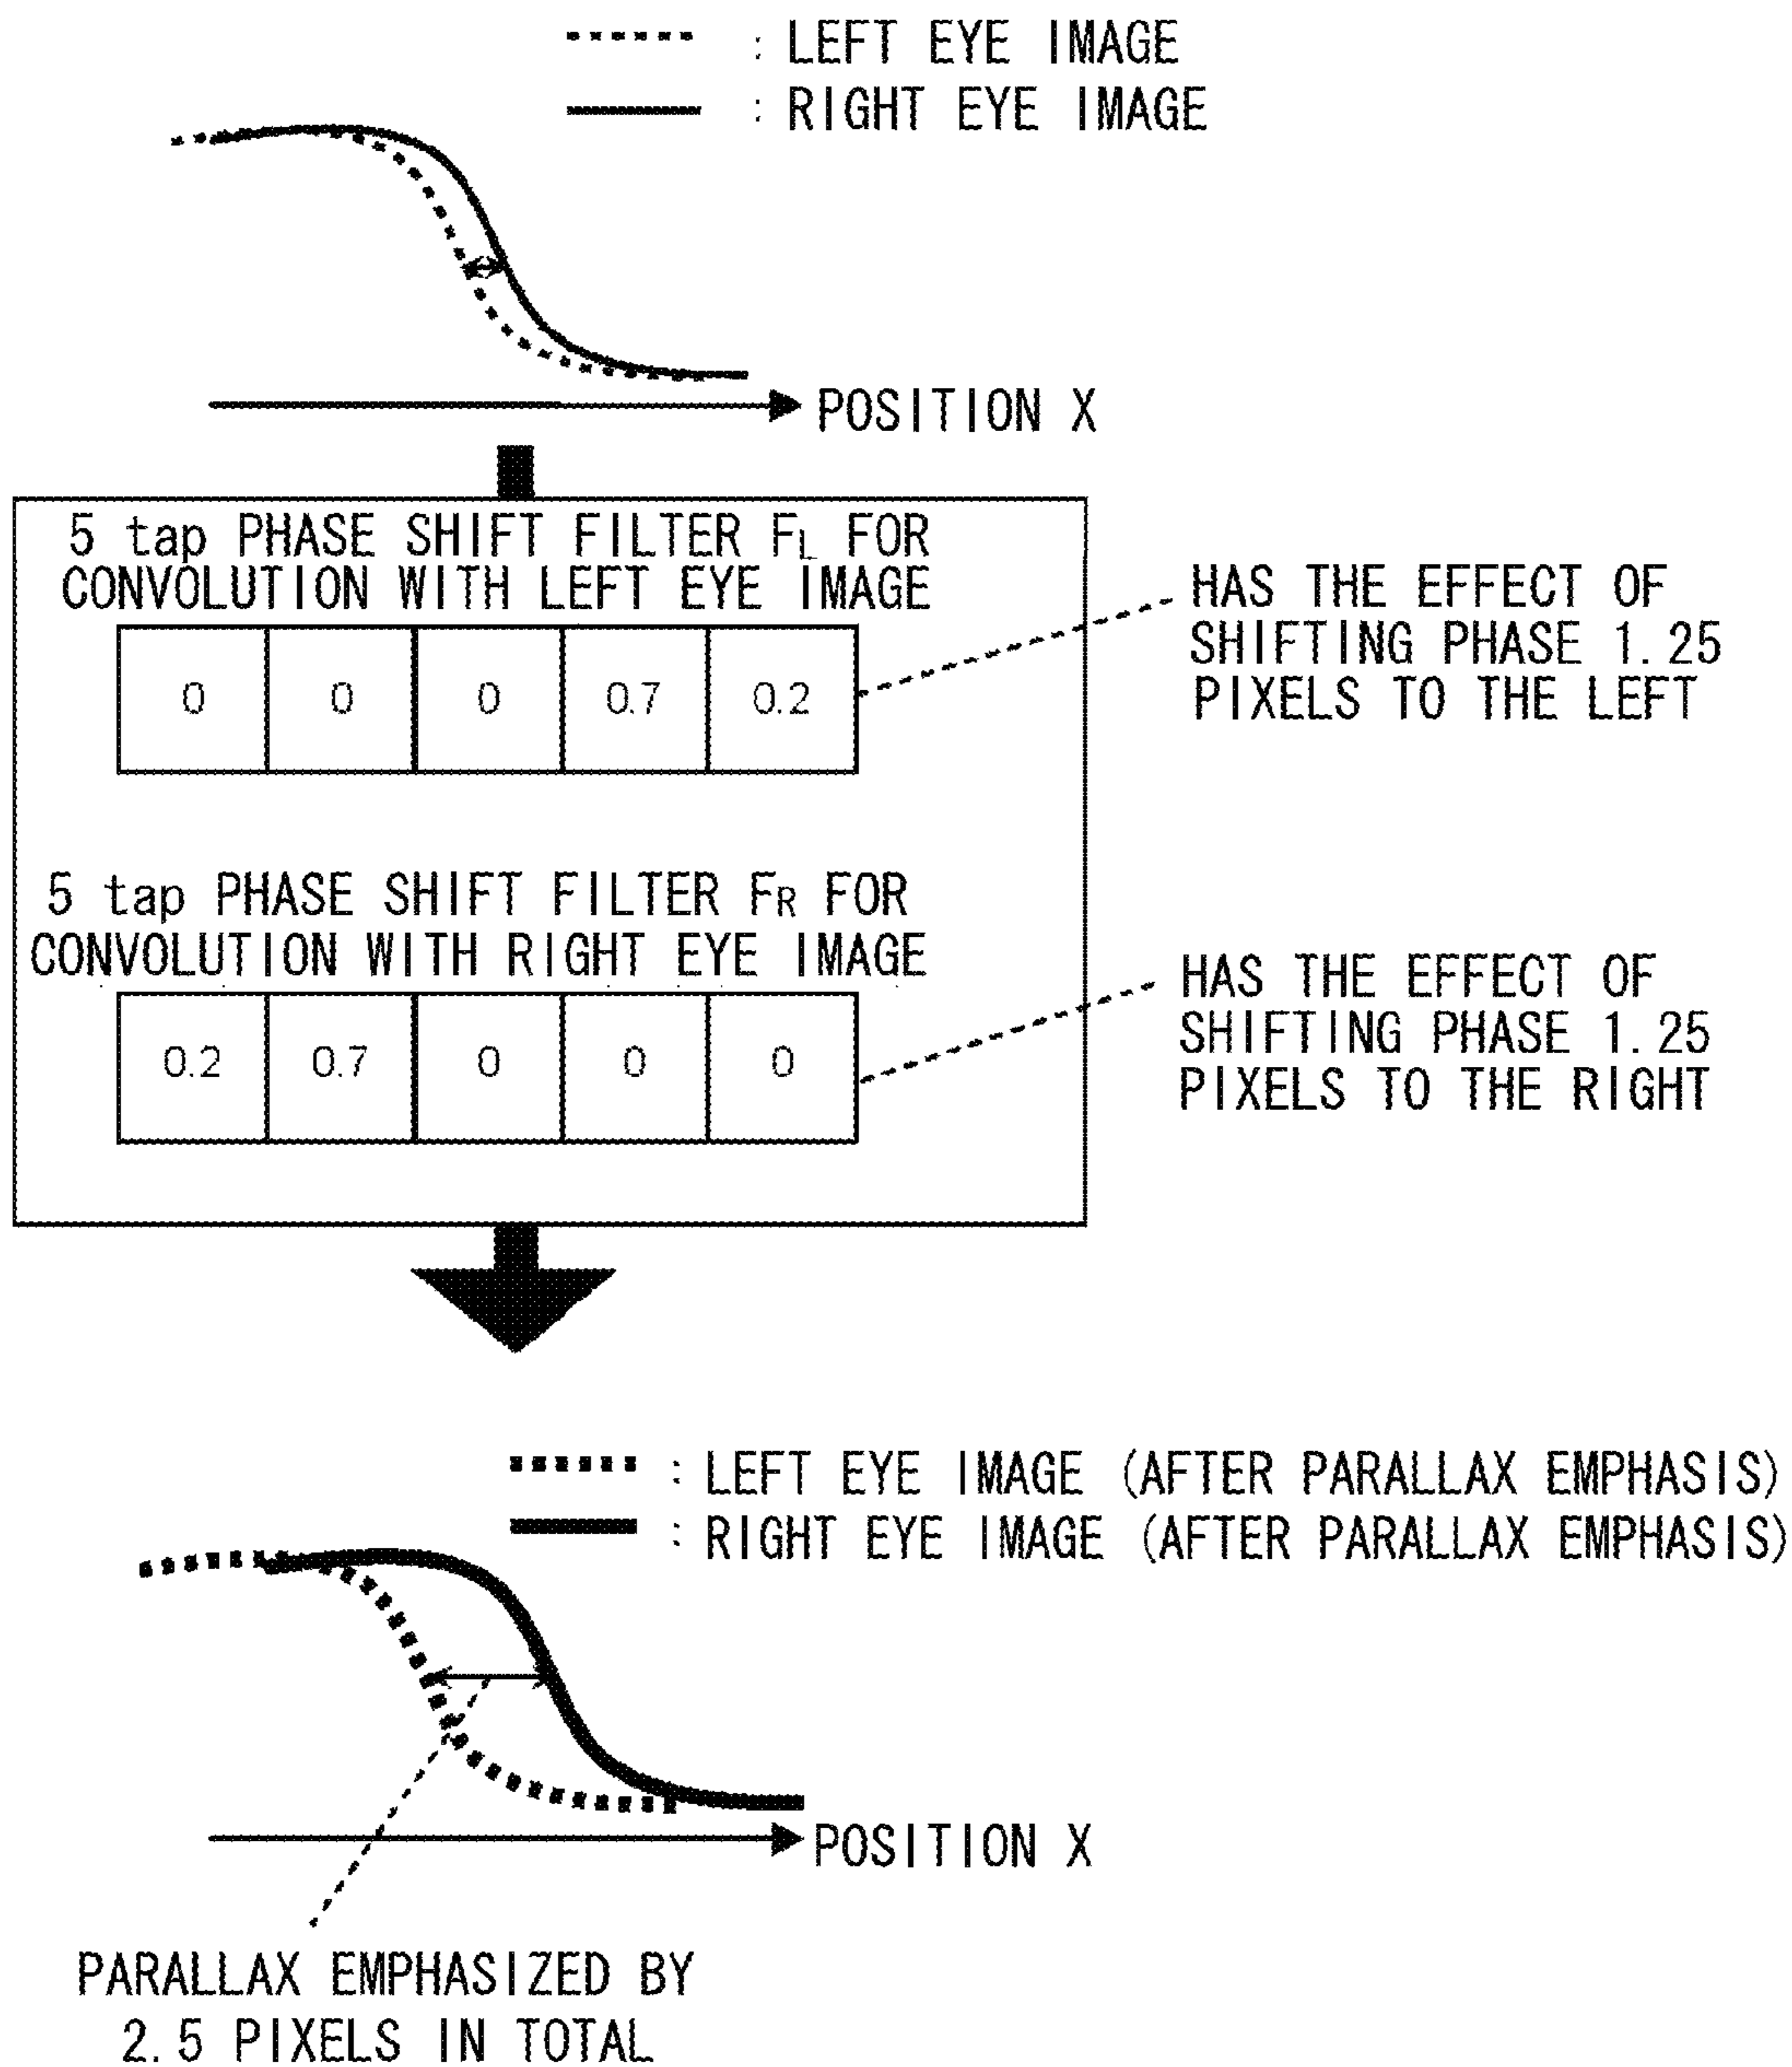 : LEFT EYE IMAGE
: RIGHT EYE IMAGE
POSITION X
5 tap PHASE SHIFT FILTER FL FOR
CONVOLUTION WITH LEFT EYE IMAGE
0 0 0 0.7 0.2
HAS THE EFFECT OF
SHIFTING PHASE 1.25
PIXELS TO THE LEFT
5 tap PHASE SHIFT FILTER FR FOR
CONVOLUTION WITH RIGHT EYE IMAGE
0.2 0.7 0 0 0
HAS THE EFFECT OF
SHIFTING PHASE 1.25
PIXELS TO THE RIGHT
: LEFT EYE IMAGE (AFTER PARALLAX EMPHASIS)
: RIGHT EYE IMAGE (AFTER PARALLAX EMPHASIS)
POSITION X
PARALLAX EMPHASIZED BY
2.5 PIXELS IN TOTAL